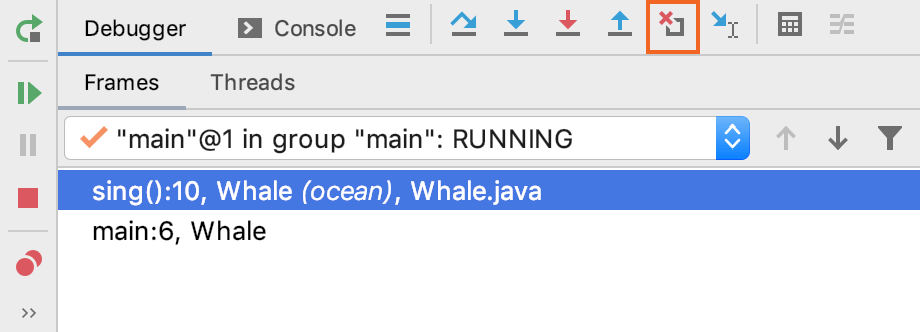 Debugger Console
Frames Threads
"main"@1 in group "main": RUNNING
sing():10, Whale (ocean), Whale.java
main:6, Whale